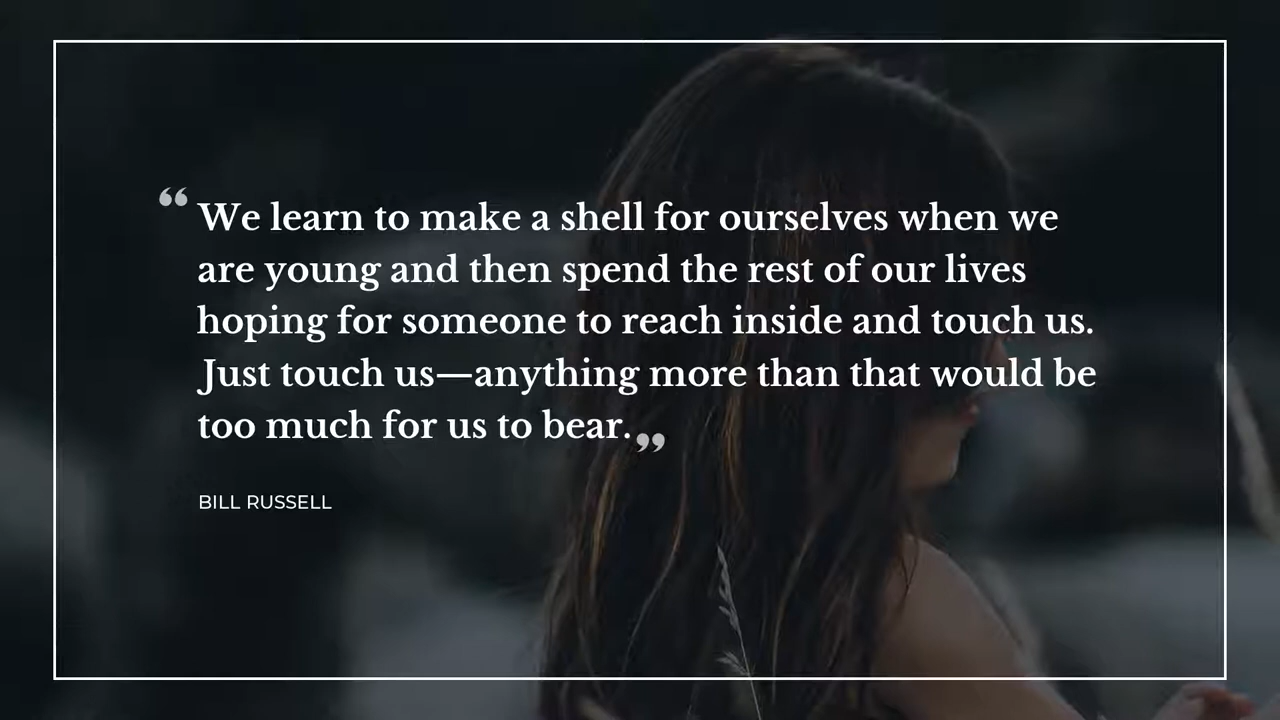 “We learn to make a shell for ourselves when we
are young and then spend the rest of our lives
hoping for someone to reach inside and touch us.
Just touch us—anything more than that would be
too much for us to bear.”
BILL RUSSELL